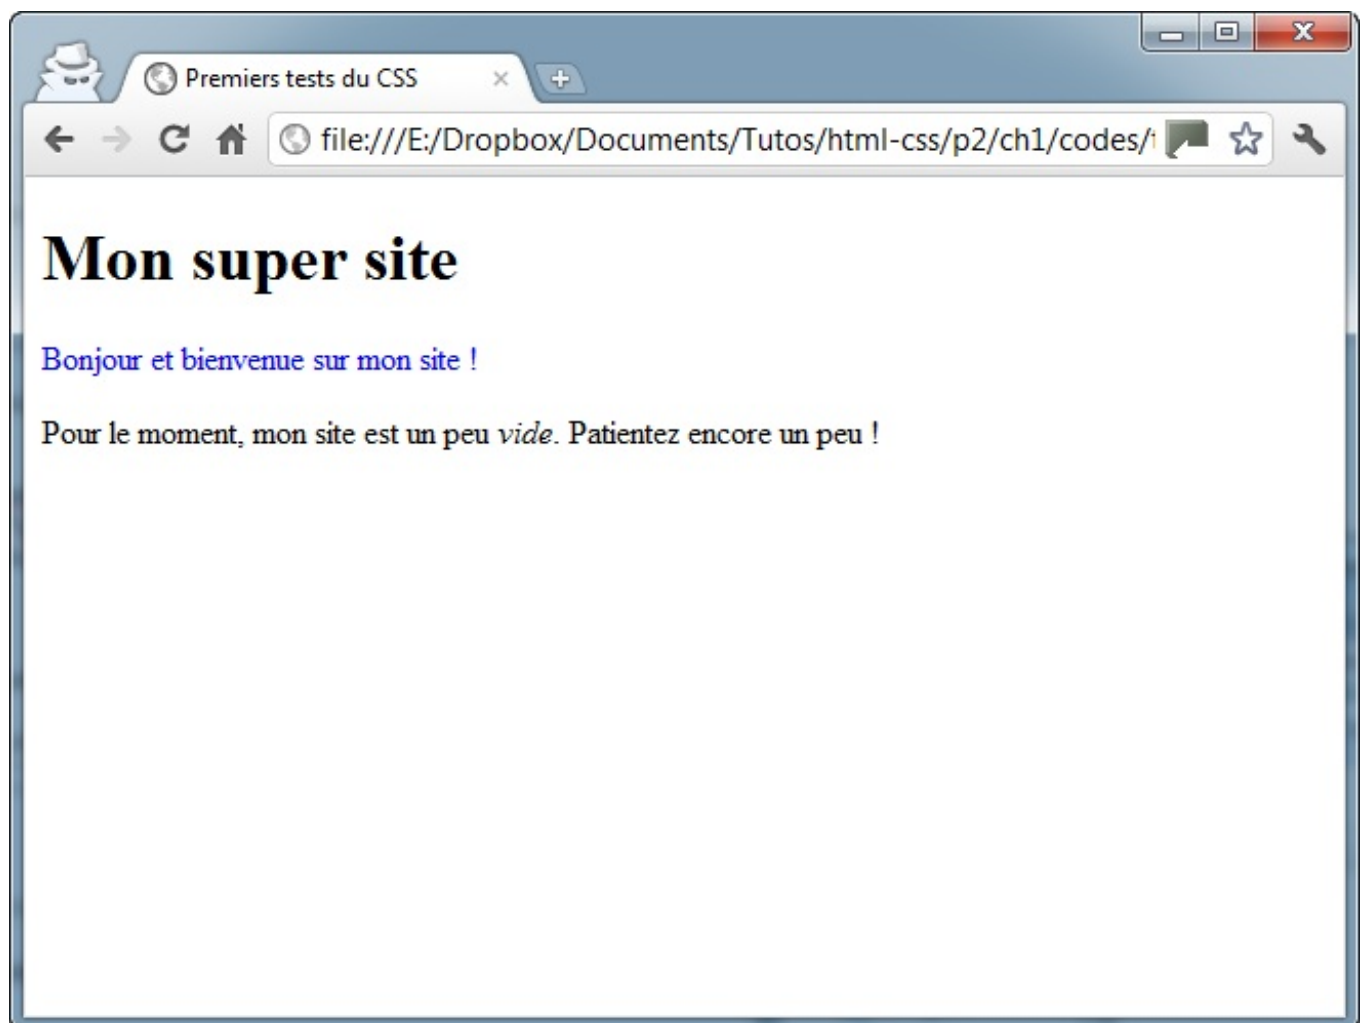 Premiers tests du CSS
file:///E:/Dropbox/Documents/Tutos/html-css/p2/ch1/codes/
Mon super site
Bonjour et bienvenue sur mon site !
Pour le moment, mon site est un peu vide. Patientez encore un peu !